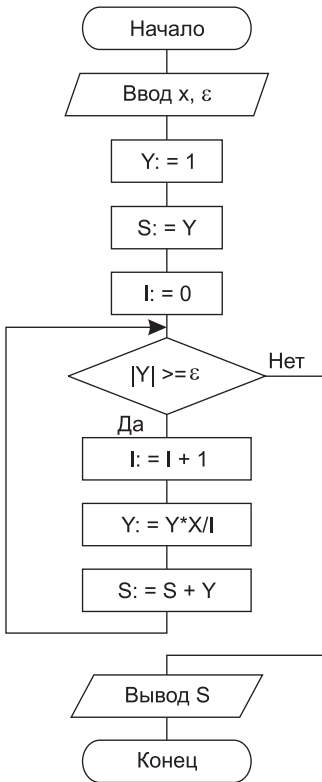 Начало
Ввод x, ε
Y: = 1
S: = Y
I: = 0
|Y| >= ε
Нет
Да
I: = I + 1
Y: = Y*X/I
S: = S + Y
Вывод S
Конец